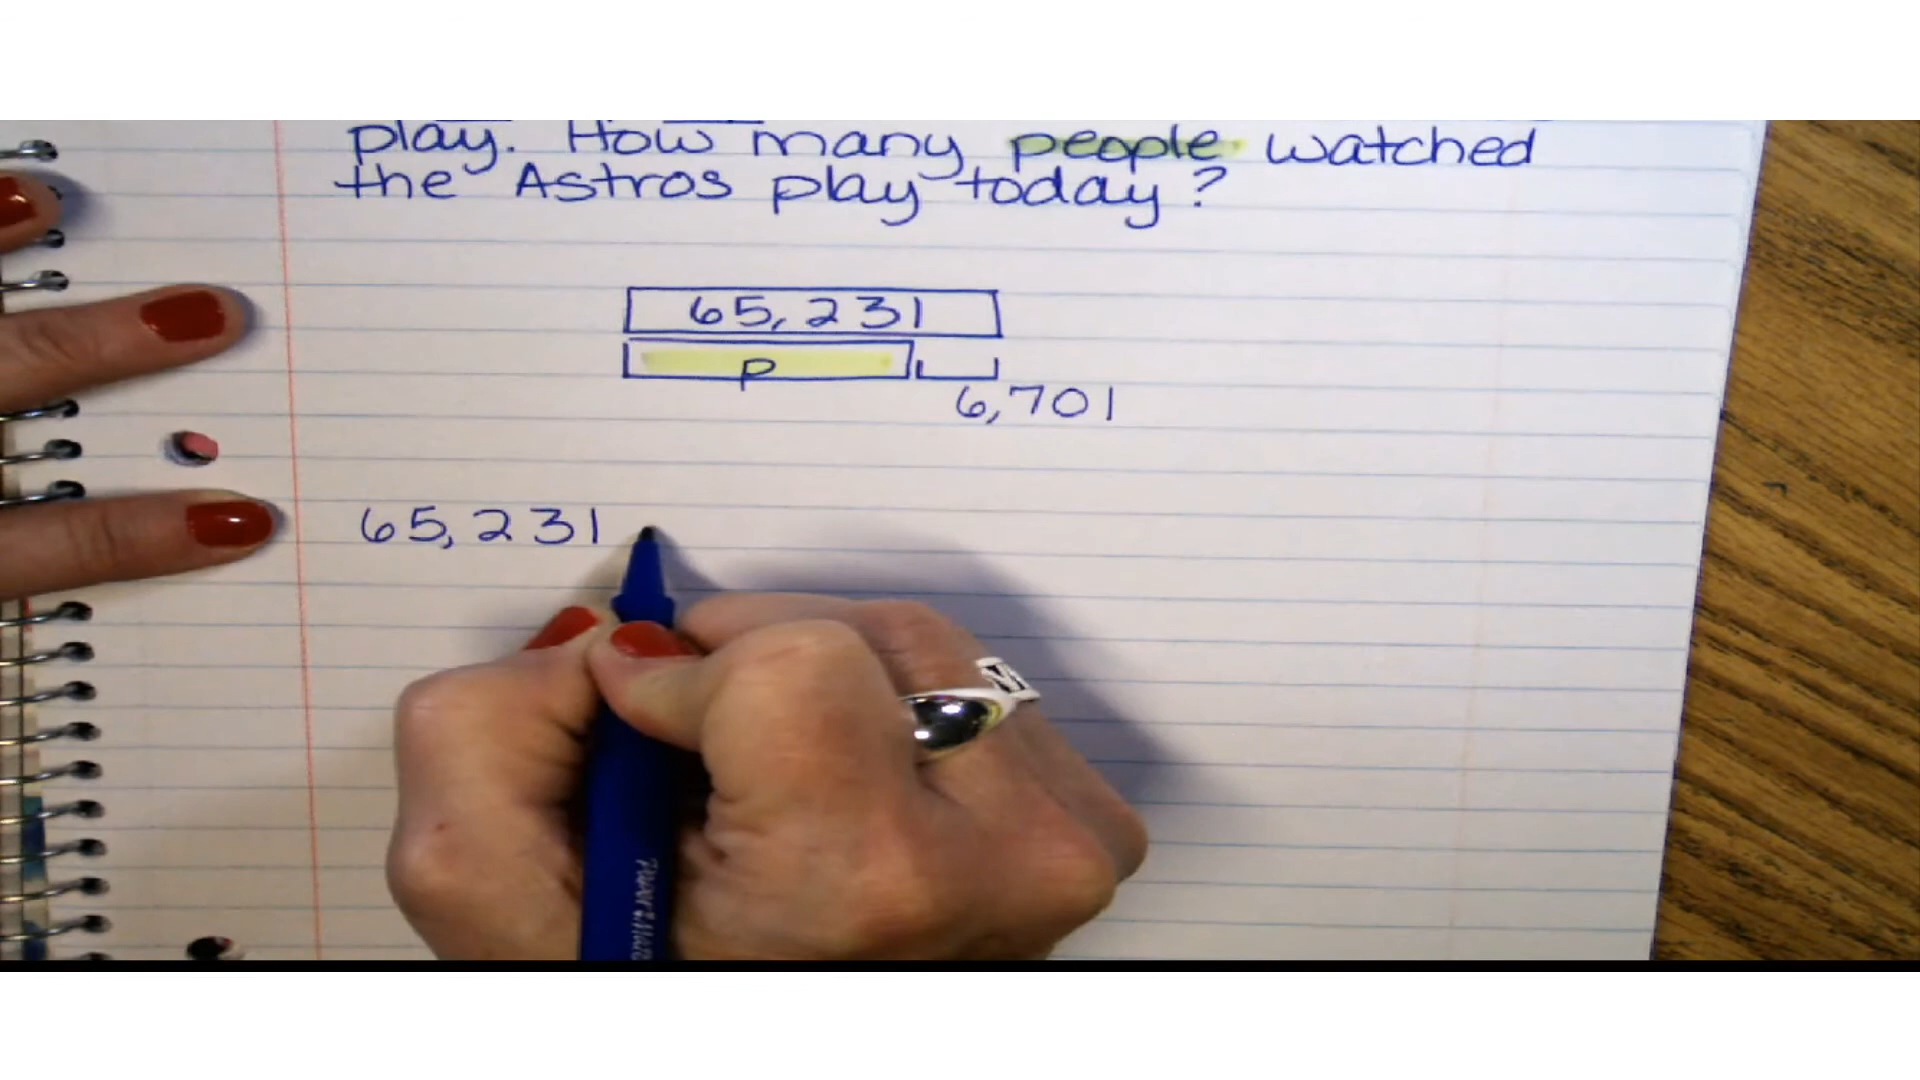 play. How many people watched
the Astros play today?
65,231
p
6,701
65,231